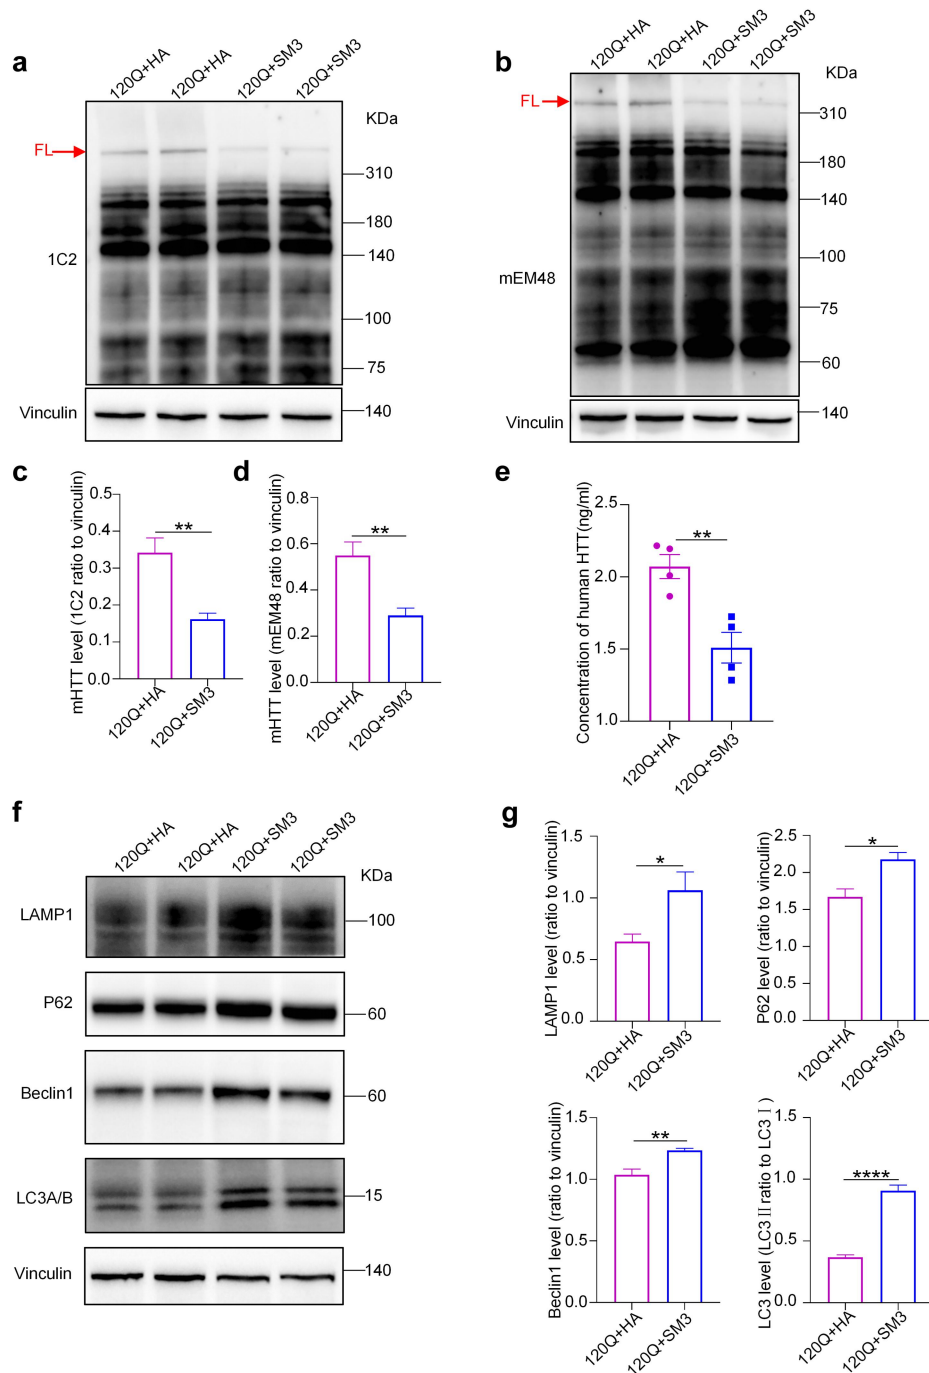 a
120Q+HA
120Q+HA
120Q+SM3
120Q+SM3
KDa
FL
310
180
1C2
140
100
75
Vinculin
140
b
120Q+HA
120Q+HA
120Q+SM3
120Q+SM3
KDa
FL
310
180
140
100
mEM48
75
60
Vinculin
140
c
mHTT level (1C2 ratio to vinculin)
0.5
0.4
0.3
0.2
0.1
0.0
**
120Q+HA
120Q+SM3
d
mHTT level (mEM48 ratio to vinculin)
0.8
0.6
0.4
0.2
0.0
**
120Q+HA
120Q+SM3
e
Concentration of human HTT(ng/ml)
2.5
2.0
1.5
1.0
**
120Q+HA
120Q+SM3
f
120Q+HA
120Q+HA
120Q+SM3
120Q+SM3
KDa
LAMP1
100
P62
60
Beclin1
60
LC3A/B
15
Vinculin
140
g
LAMP1 level (ratio to vinculin)
1.5
1.0
0.5
0.0
*
120Q+HA
120Q+SM3
P62 level (ratio to vinculin)
2.5
2.0
1.5
1.0
0.5
0.0
*
120Q+HA
120Q+SM3
Beclin1 level (ratio to vinculin)
1.5
1.0
0.5
0.0
**
120Q+HA
120Q+SM3
LC3 level (LC3Ⅱ ratio to LC3Ⅰ)
1.5
1.0
0.5
0.0
****
120Q+HA
120Q+SM3